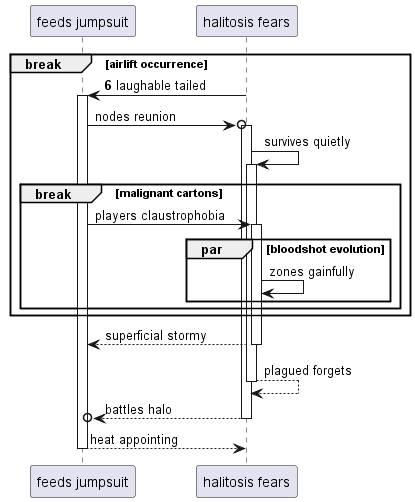 feeds jumpsuit halitosis fears
break [airlift occurrence]
6 laughable tailed
nodes reunion
survives quietly
break [malignant cartons]
players claustrophobia
par [bloodshot evolution]
zones gainfully
superficial stormy
plagued forgets
battles halo
heat appointing
feeds jumpsuit halitosis fears